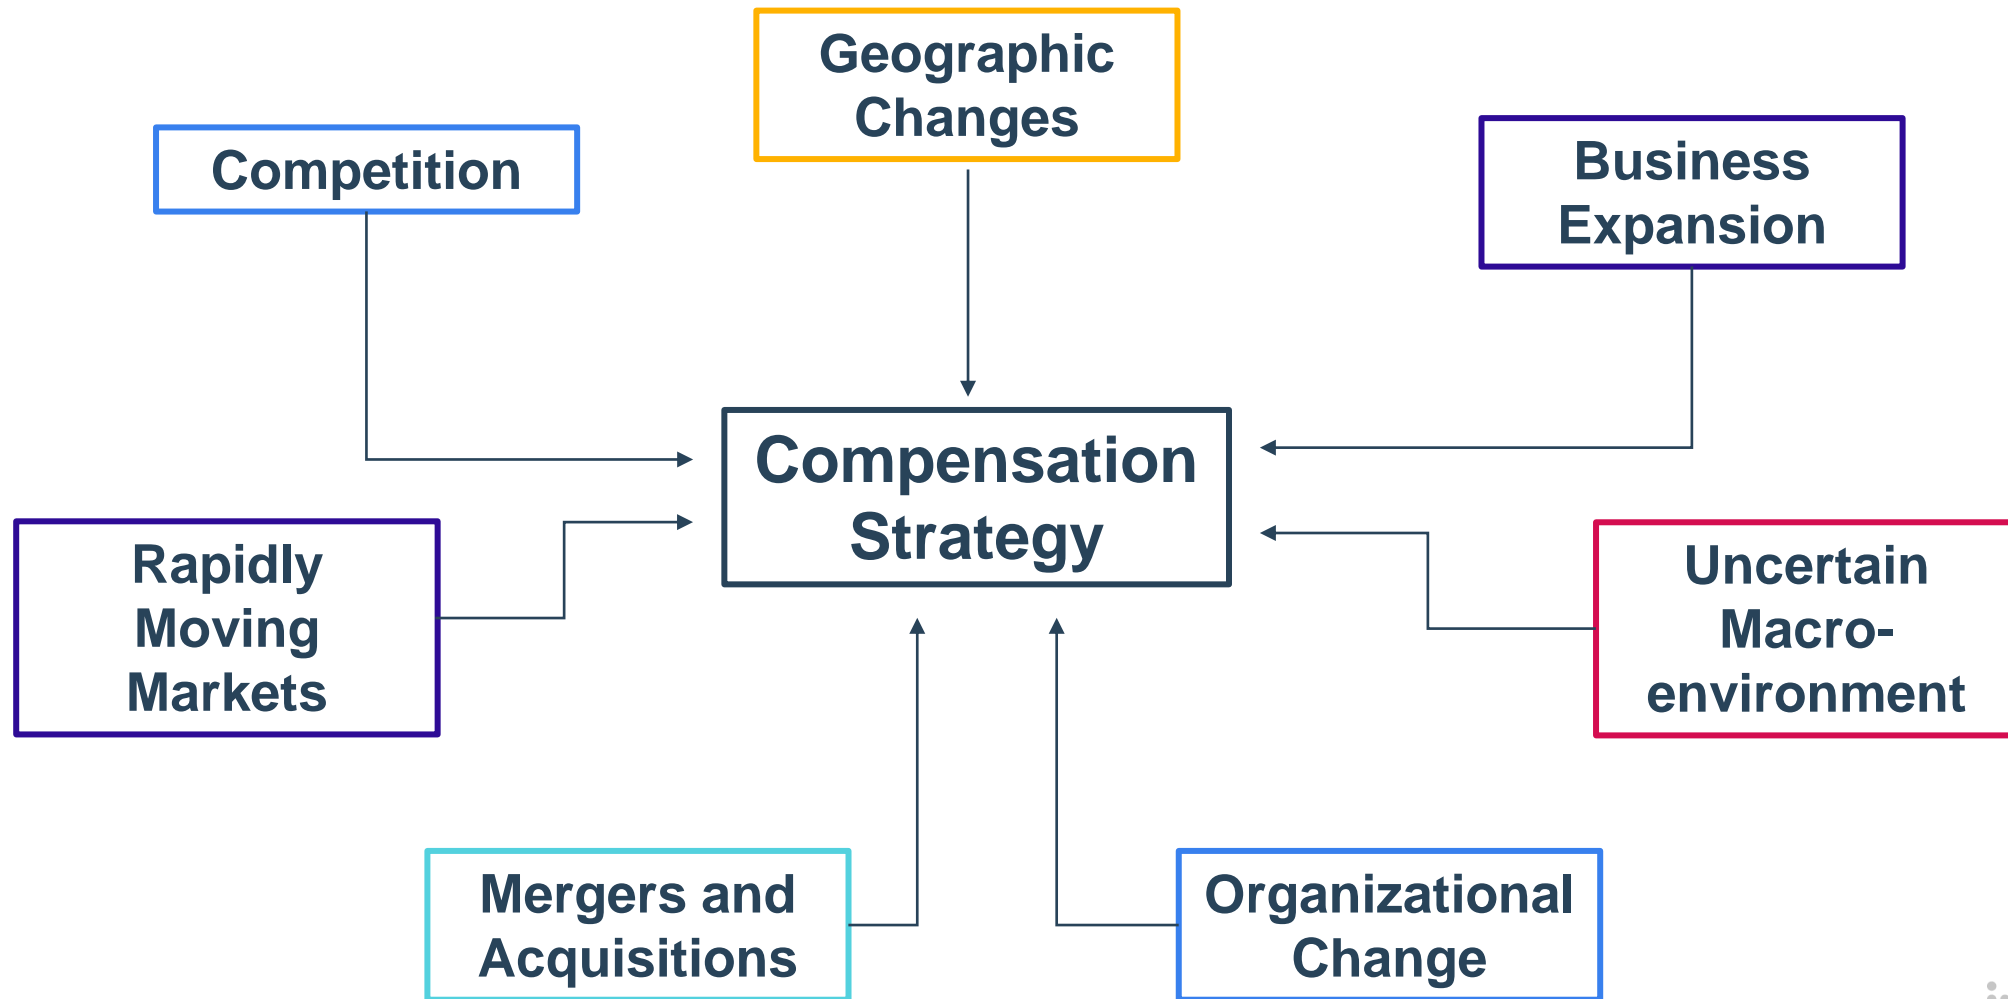 Geographic
Changes
Competition
Business
Expansion
Compensation
Strategy
Rapidly
Moving
Markets
Uncertain
Macro-
environment
Mergers and
Acquisitions
Organizational
Change